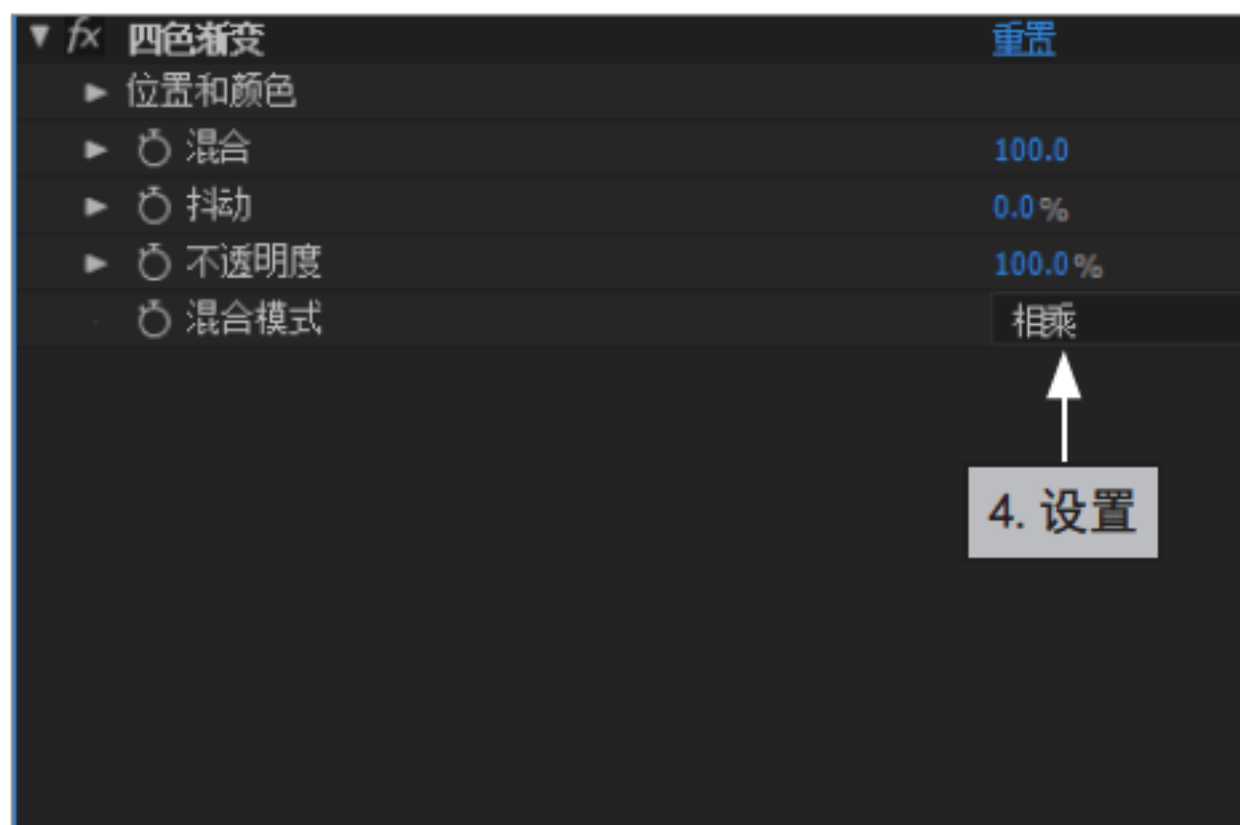 fx 四色渐变 重置
位置和颜色
混合 100.0
抖动 0.0%
不透明度 100.0%
混合模式 相乘
4. 设置